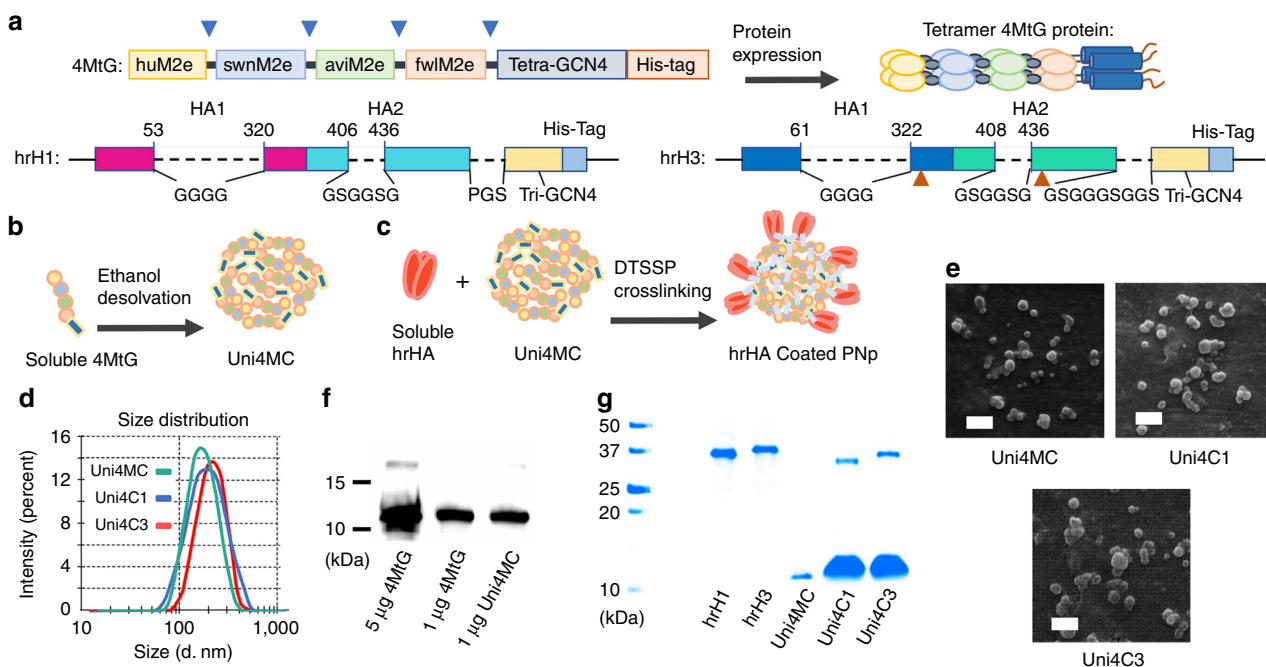 a
4MtG: huM2e swnM2e aviM2e fwlM2e Tetra-GCN4 His-tag
Protein expression
Tetramer 4MtG protein:
HA1 HA2
53 320 406 436 His-Tag
hrH1:
GGGG GSGGSG PGS Tri-GCN4
HA1 HA2
61 322 408 436 His-Tag
hrH3:
GGGG GSGGSG GSGGGSGGS Tri-GCN4
b
Ethanol
desolvation
Soluble 4MtG
Uni4MC
c
+
DTSSP
crosslinking
Soluble
hrHA
Uni4MC
hrHA Coated PNp
d
Size distribution
Intensity (percent)
16
12
8
4
0
Uni4MC
Uni4C1
Uni4C3
10 100 1,000
Size (d. nm)
e
Uni4MC
Uni4C1
Uni4C3
f
15
10
(kDa)
5 µg 4MtG
1 µg 4MtG
1 µg Uni4MC
g
50
37
25
20
10
(kDa)
hrH1
hrH3
Uni4MC
Uni4C1
Uni4C3